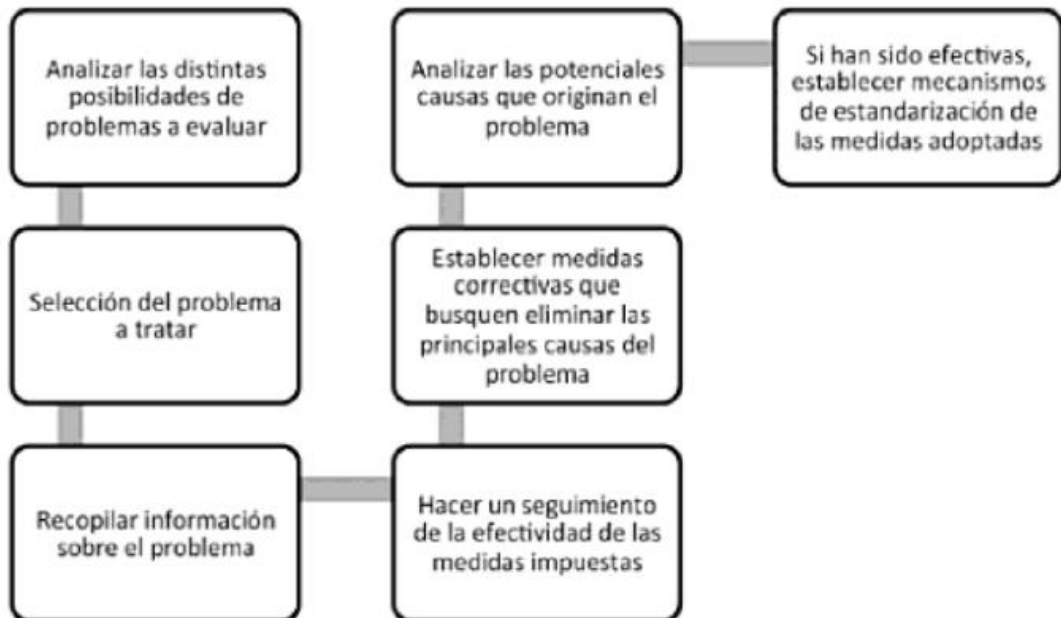 Analizar las distintas
posibilidades de
problemas a evaluar
Selección del problema
a tratar
Recopilar información
sobre el problema
Hacer un seguimiento
de la efectividad de las
medidas impuestas
Establecer medidas
correctivas que
busquen eliminar las
principales causas del
problema
Analizar las potenciales
causas que originan el
problema
Si han sido efectivas,
establecer mecanismos
de estandarización de
las medidas adoptadas